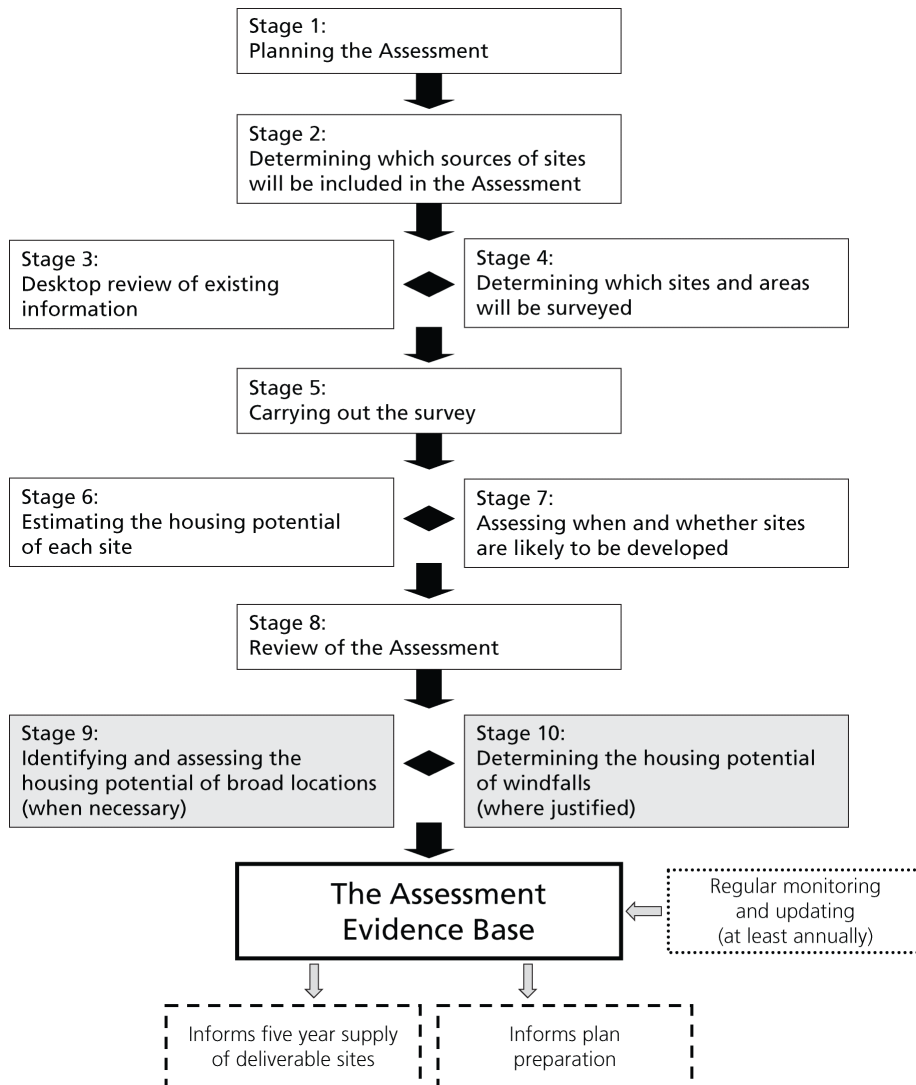 Stage 1:
Planning the Assessment
Stage 2:
Determining which sources of sites
will be included in the Assessment
Stage 3:
Desktop review of existing
information
Stage 4:
Determining which sites and areas
will be surveyed
Stage 5:
Carrying out the survey
Stage 6:
Estimating the housing potential
of each site
Stage 7:
Assessing when and whether sites
are likely to be developed
Stage 8:
Review of the Assessment
Stage 9:
Identifying and assessing the
housing potential of broad locations
(when necessary)
Stage 10:
Determining the housing potential
of windfalls
(where justified)
The Assessment
Evidence Base
Regular monitoring
and updating
(at least annually)
Informs five year supply
of deliverable sites
Informs plan
preparation